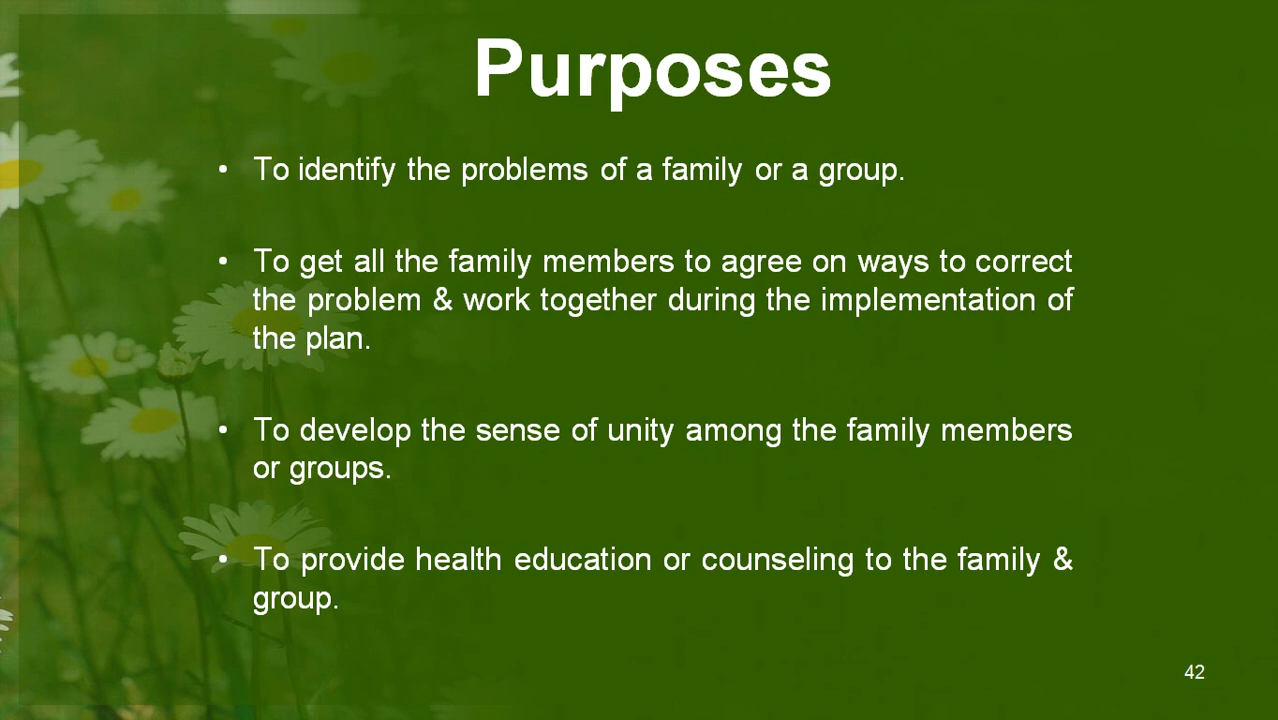 Purposes
• To identify the problems of a family or a group.
• To get all the family members to agree on ways to correct
the problem & work together during the implementation of
the plan.
• To develop the sense of unity among the family members
or groups.
• To provide health education or counseling to the family &
group.
42